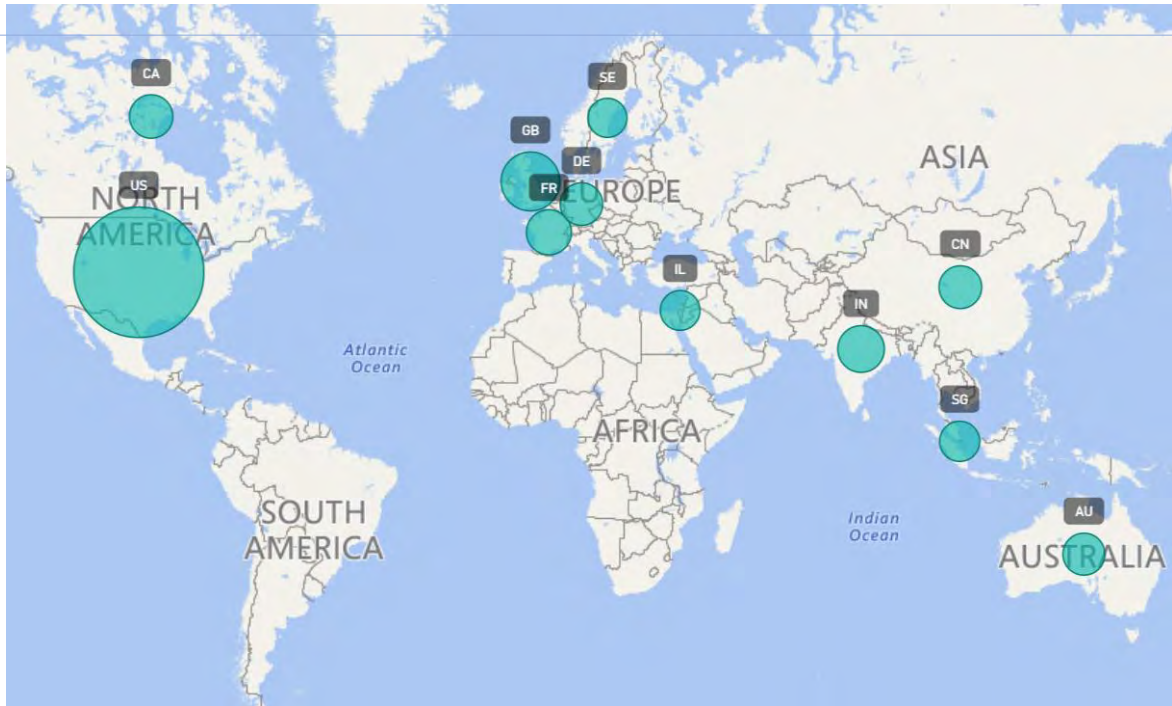 CA
SE
GB
DE
ASIA
US
NORTH
AMERICA
FR
EUROPE
CN
IL
IN
Atlantic
Ocean
SG
AFRICA
SOUTH
AMERICA
Indian
Ocean
AU
AUSTRALIA